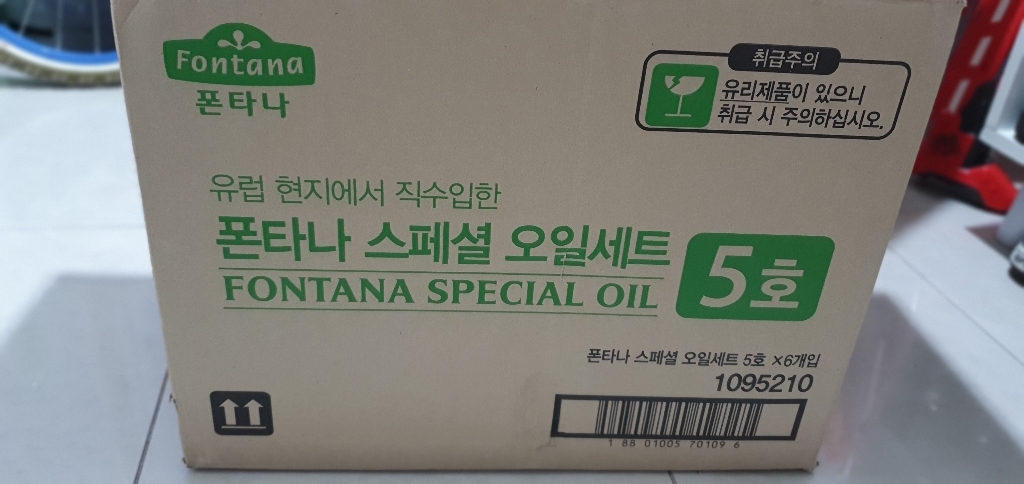 Fontana
폰타나
취급주의
유리제품이 있으니
취급 시 주의하십시오.
유럽 현지에서 직수입한
폰타나 스페셜 오일세트
FONTANA SPECIAL OIL
5호
폰타나 스페셜 오일세트 5호 ×6개입
1095210
1 88 01005 70109 6